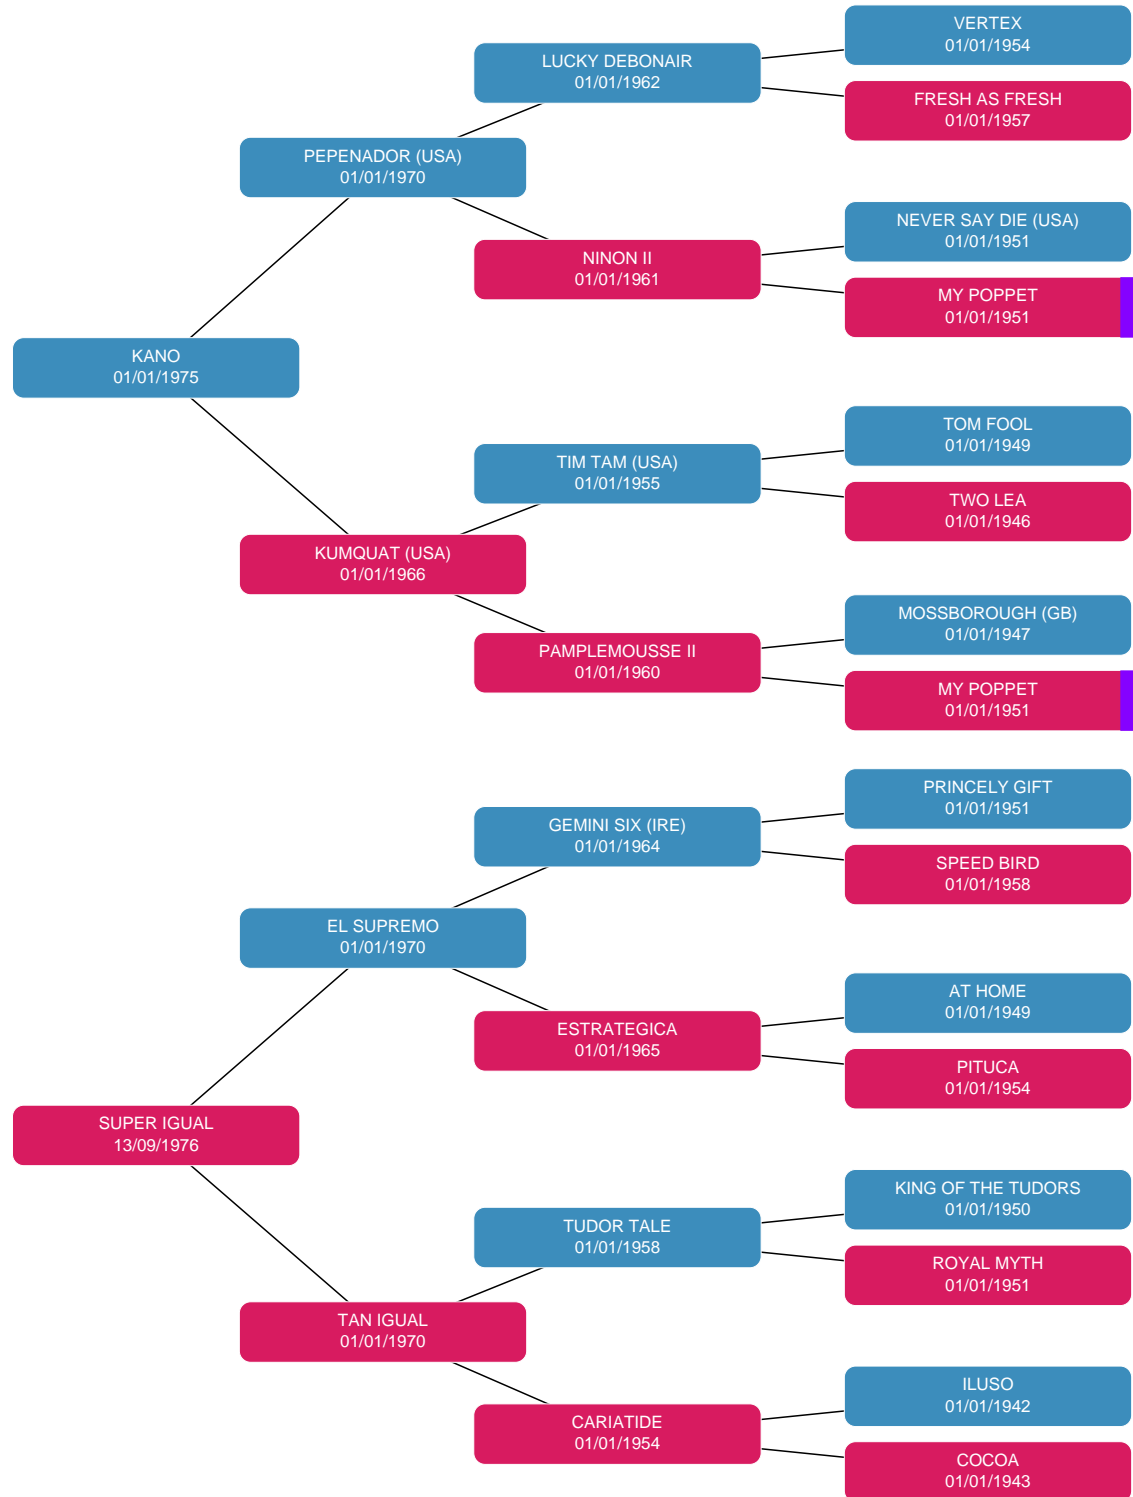 VERTEX
01/01/1954
LUCKY DEBONAIR
01/01/1962
FRESH AS FRESH
01/01/1957
PEPENADOR (USA)
01/01/1970
NEVER SAY DIE (USA)
01/01/1951
NINON II
01/01/1961
MY POPPET
01/01/1951
KANO
01/01/1975
TOM FOOL
01/01/1949
TIM TAM (USA)
01/01/1955
TWO LEA
01/01/1946
KUMQUAT (USA)
01/01/1966
MOSSBOROUGH (GB)
01/01/1947
PAMPLEMOUSSE II
01/01/1960
MY POPPET
01/01/1951
PRINCELY GIFT
01/01/1951
GEMINI SIX (IRE)
01/01/1964
SPEED BIRD
01/01/1958
EL SUPREMO
01/01/1970
AT HOME
01/01/1949
ESTRATEGICA
01/01/1965
PITUCA
01/01/1954
SUPER IGUAL
13/09/1976
KING OF THE TUDORS
01/01/1950
TUDOR TALE
01/01/1958
ROYAL MYTH
01/01/1951
TAN IGUAL
01/01/1970
ILUSO
01/01/1942
CARIATIDE
01/01/1954
COCOA
01/01/1943